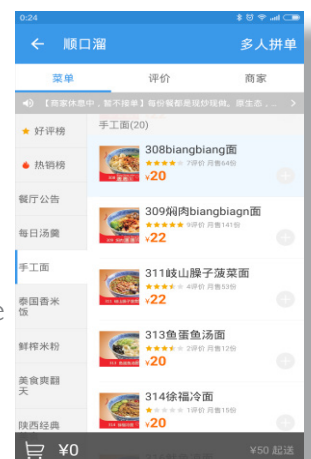 0:24
← 顺口溜 多人拼单
菜单 评价 商家
【商家休息中，暂不接单】每份餐都是现炒现做。原生态，... >
好评榜
热销榜
餐厅公告
每日汤羹
手工面
泰国香米
饭
鲜榨米粉
美食爽翻
天
陕西经典
手工面(20)
308biangbiang面
7评价 月售64份
¥20
309焖肉biangbiagn面
9评价 月售141份
¥22
311岐山臊子菠菜面
4评价 月售53份
¥22
313鱼蛋鱼汤面
3评价 月售12份
¥20
314徐福冷面
1评价 月售19份
¥20
¥0 ¥50 起送
e